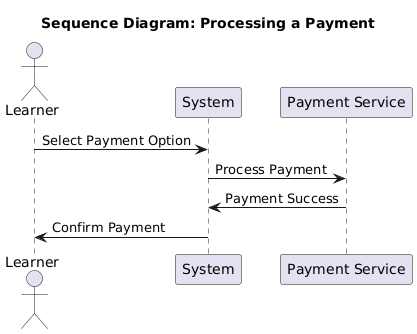 Sequence Diagram: Processing a Payment
Learner
System
Payment Service
Select Payment Option
Process Payment
Payment Success
Confirm Payment
Learner
System
Payment Service